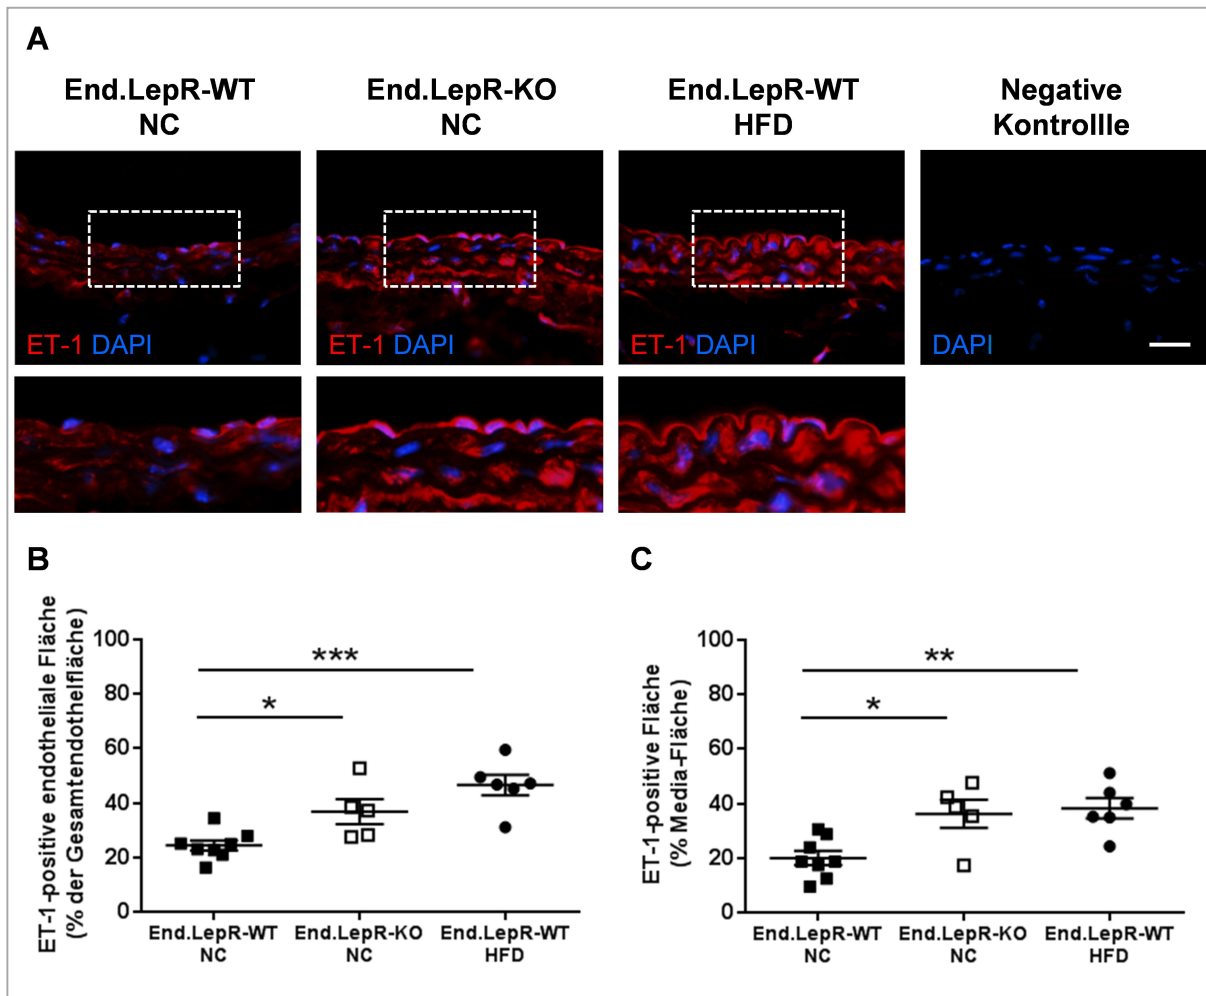 A
End.LepR-WT
NC
End.LepR-KO
NC
End.LepR-WT
HFD
Negative
Kontrollle
ET-1 DAPI
ET-1 DAPI
ET-1 DAPI
DAPI
B
ET-1-positive endotheliale Fläche
(% der Gesamtendothelfläche)
100
80
60
40
20
0
***
*
End.LepR-WT
NC
End.LepR-KO
NC
End.LepR-WT
HFD
C
ET-1-positive Fläche
(% Media-Fläche)
100
80
60
40
20
0
**
*
End.LepR-WT
NC
End.LepR-KO
NC
End.LepR-WT
HFD